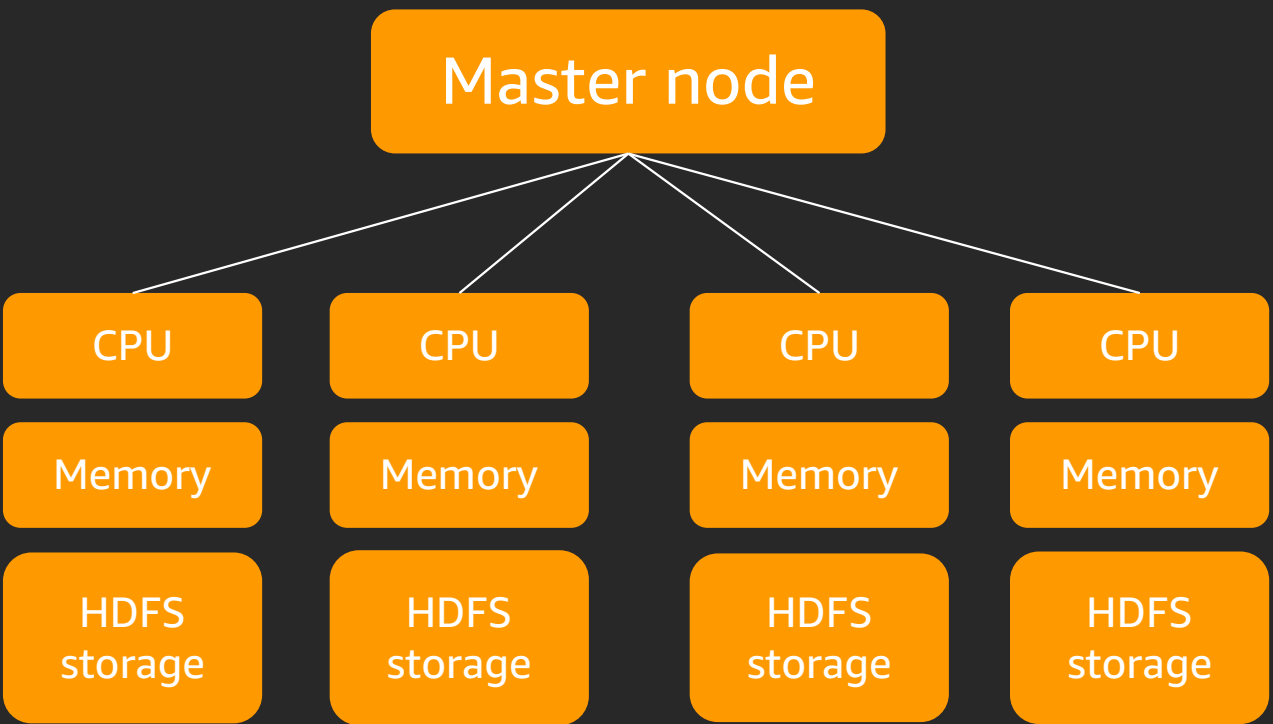 Master node
CPU
CPU
CPU
CPU
Memory
Memory
Memory
Memory
HDFS
storage
HDFS
storage
HDFS
storage
HDFS
storage